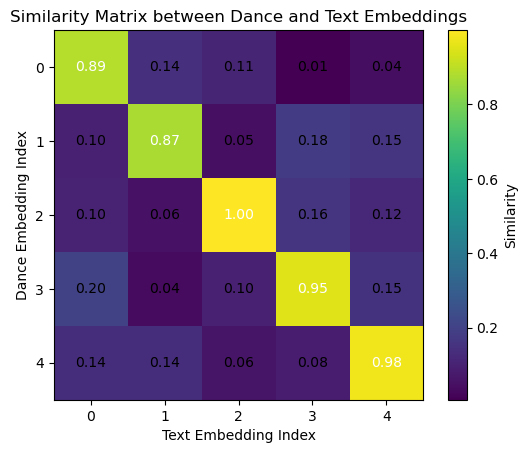 Similarity Matrix between Dance and Text Embeddings
0 0.89 0.14 0.11 0.01 0.04
1 0.10 0.87 0.05 0.18 0.15
2 0.10 0.06 1.00 0.16 0.12
3 0.20 0.04 0.10 0.95 0.15
4 0.14 0.14 0.06 0.08 0.98
0 1 2 3 4
Text Embedding Index
Dance Embedding Index
0.8
0.6
0.4
0.2
Similarity